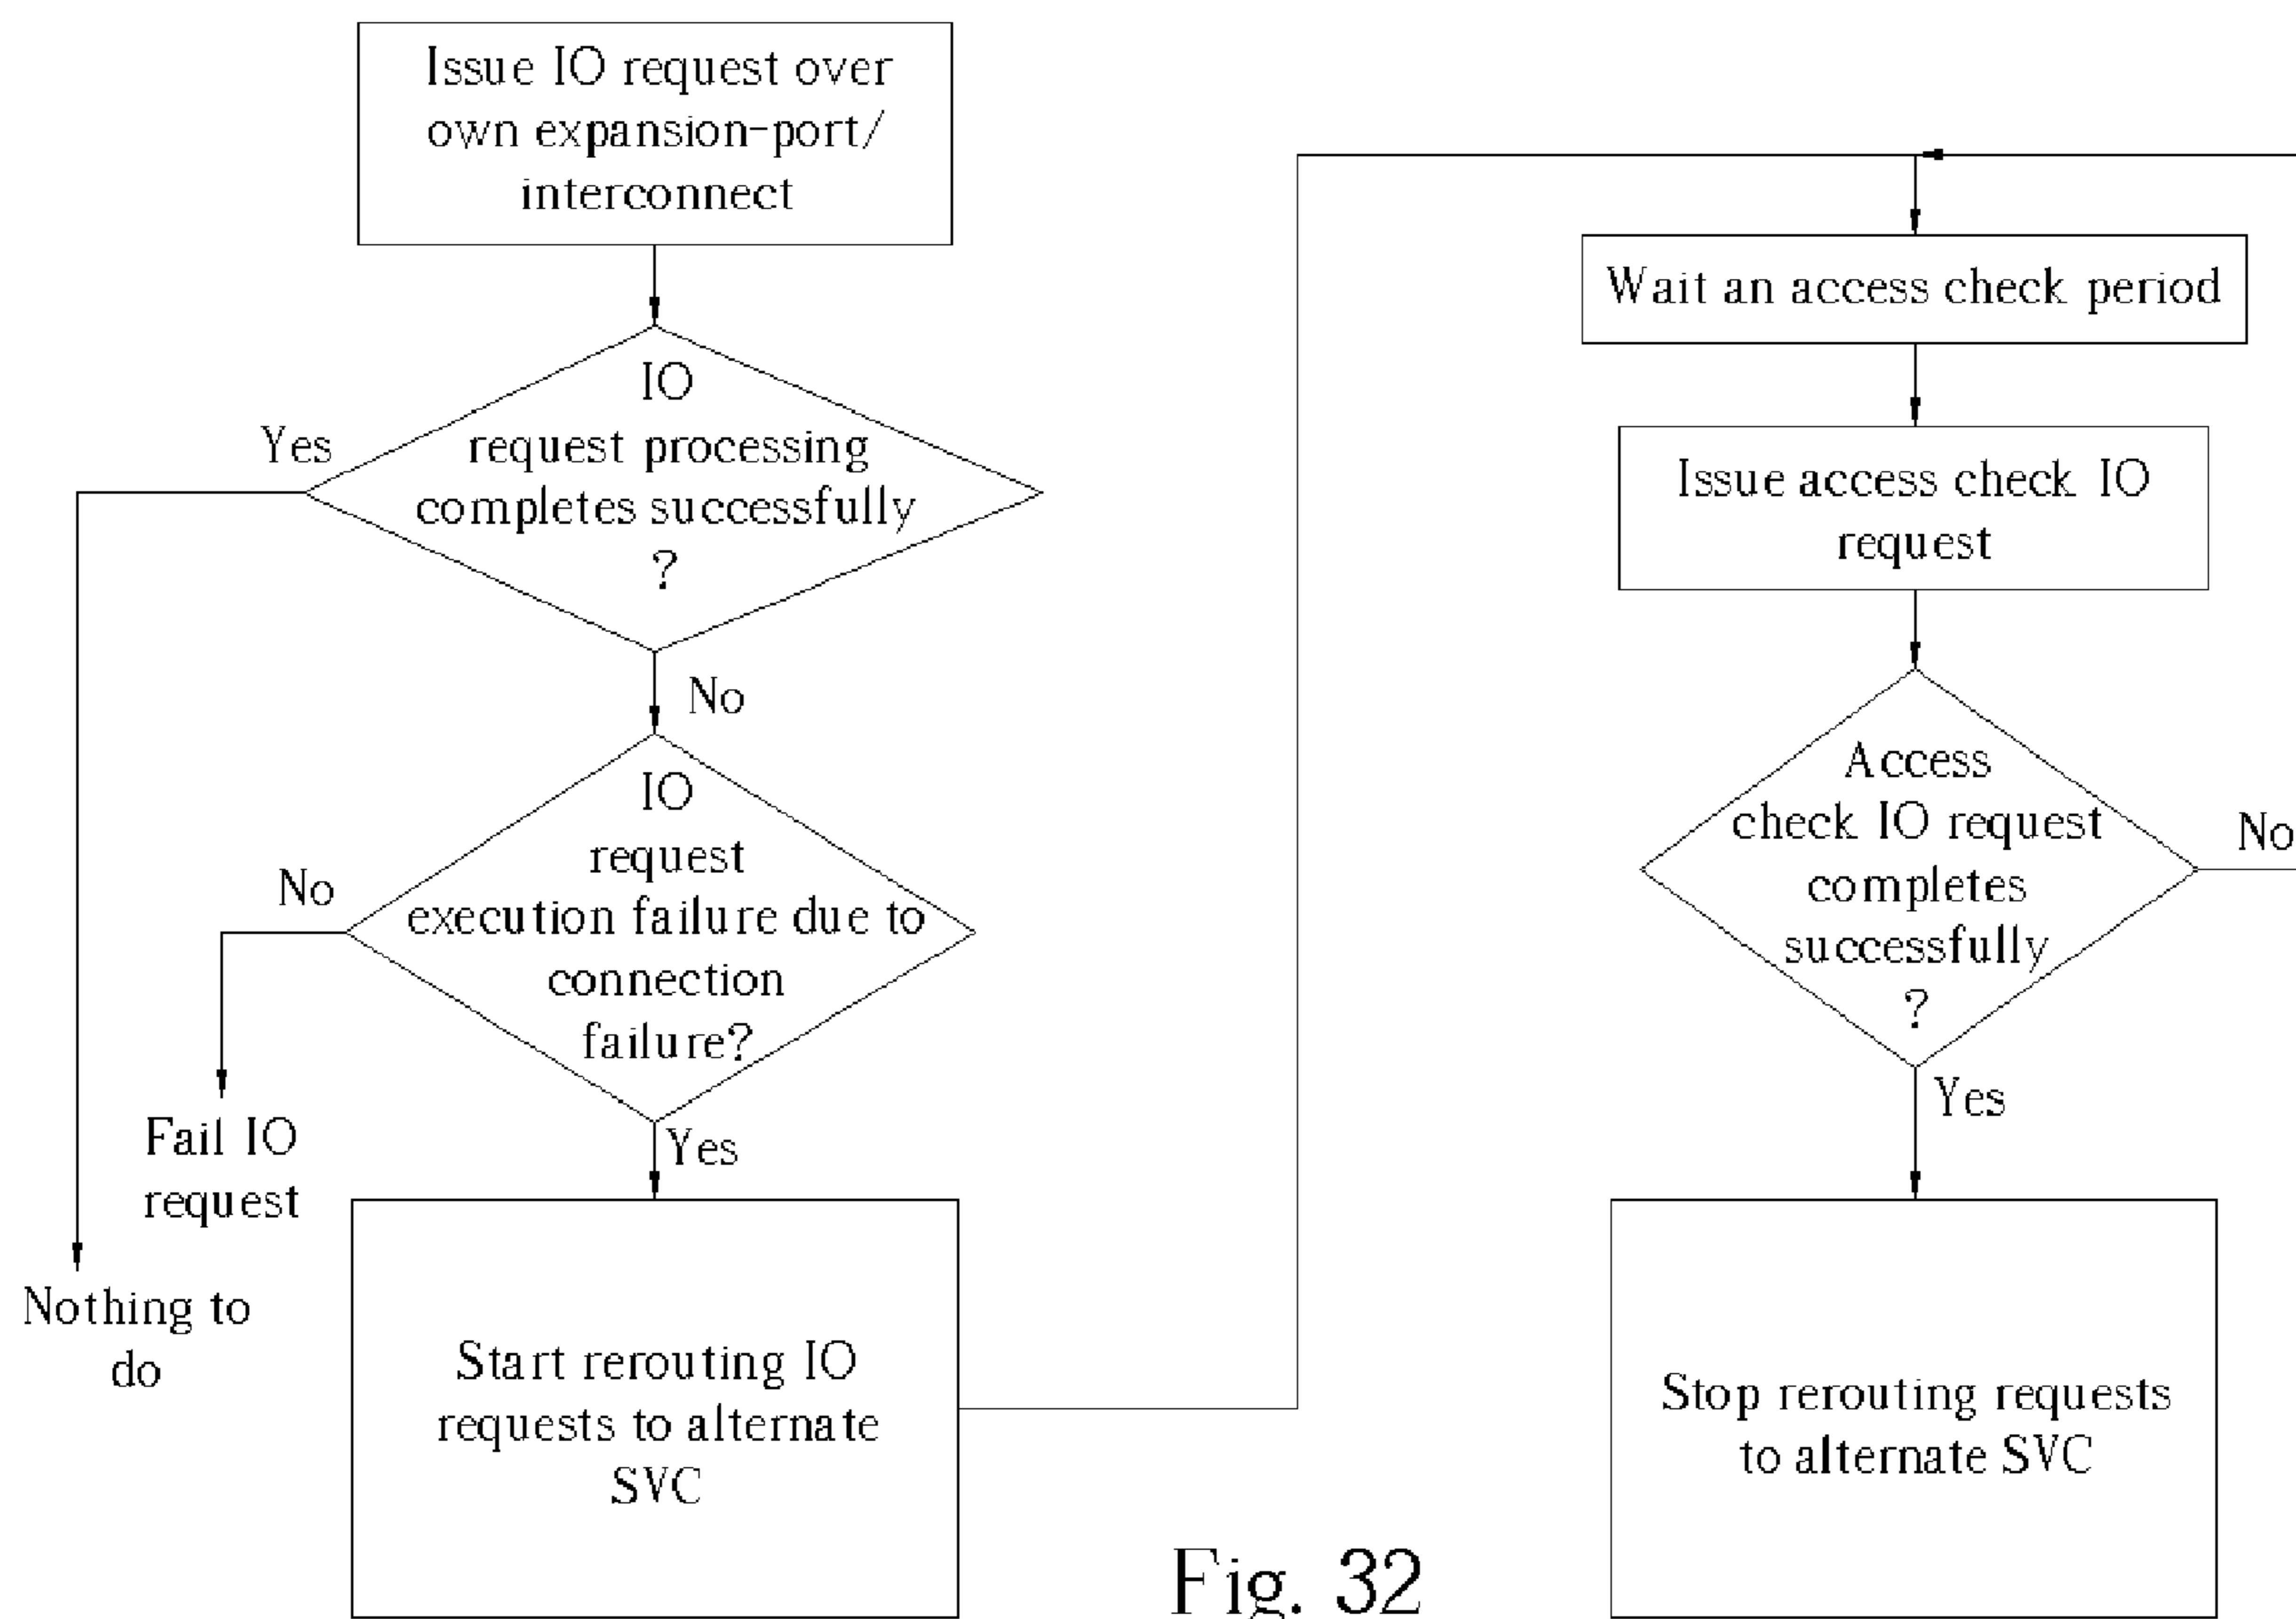 Issue IO request over
own expansion-port/
interconnect
IO
request processing
completes successfully
?
Yes
No
IO
request
execution failure due to
connection
failure?
No
Yes
Fail IO
request
Nothing to
do
Start rerouting IO
requests to alternate
SVC
Wait an access check period
Issue access check IO
request
Access
check IO request
completes
successfully
?
No
Yes
Stop rerouting requests
to alternate SVC
Fig. 32